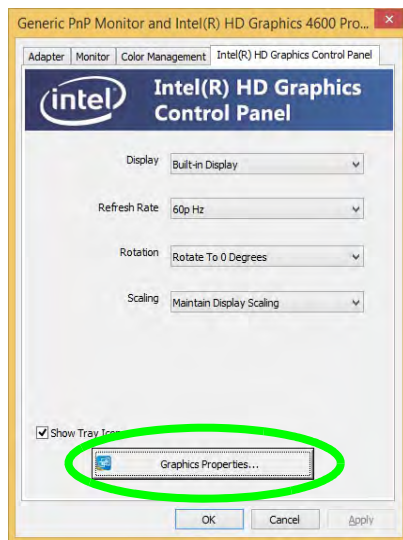 Generic PnP Monitor and Intel(R) HD Graphics 4600 Pro...
Adapter Monitor Color Management Intel(R) HD Graphics Control Panel
intel
Intel(R) HD Graphics
Control Panel
Display Built-in Display
Refresh Rate 60p Hz
Rotation Rotate To 0 Degrees
Scaling Maintain Display Scaling
Show Tray Icon
Graphics Properties...
OK Cancel Apply